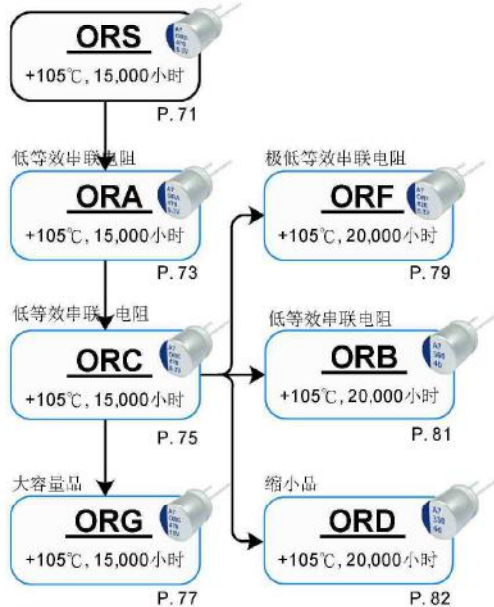 ORS
+105℃, 15,000小时
P.71
低等效串联电阻
ORA
+105℃, 15,000小时
P.73
低等效串联 电阻
ORC
+105℃, 15,000小时
P.75
大容量品
ORG
+105℃, 15,000小时
P.77
极低等效串联电阻
ORF
+105℃, 20,000小时
P.79
低等效串联电阻
ORB
+105℃, 20,000小时
P.81
缩小品
ORD
+105℃, 20,000小时
P.82